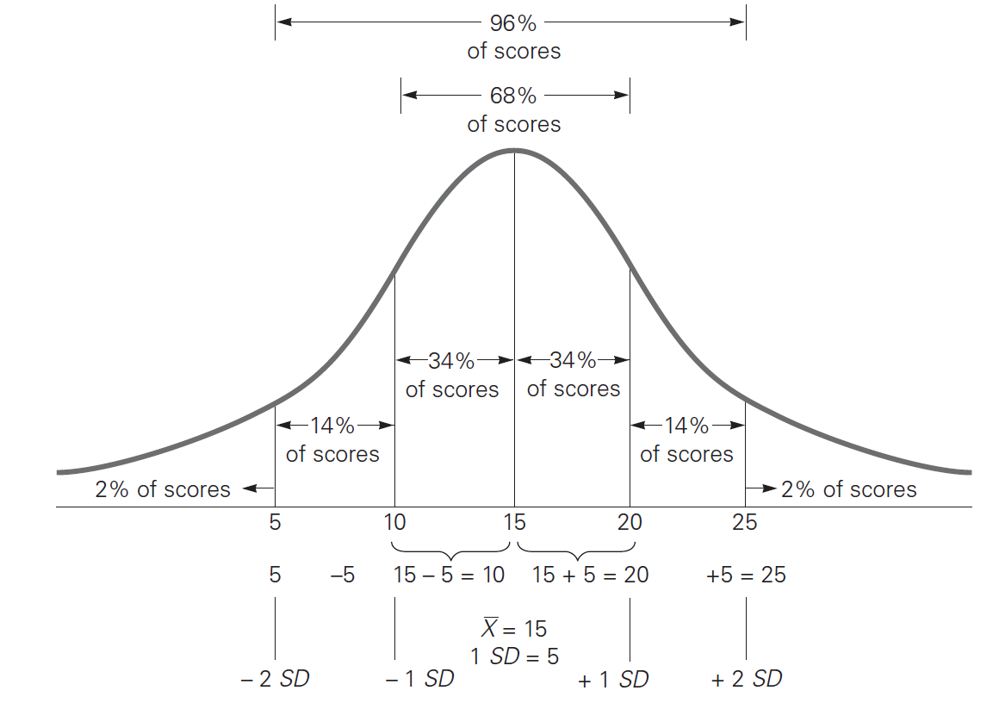 96%
of scores
68%
of scores
34%
of scores
34%
of scores
14%
of scores
14%
of scores
2% of scores
2% of scores
5 10 15 20 25
5 –5 15 – 5 = 10 15 + 5 = 20 +5 = 25
X̅ = 15
1 SD = 5
– 2 SD – 1 SD + 1 SD + 2 SD